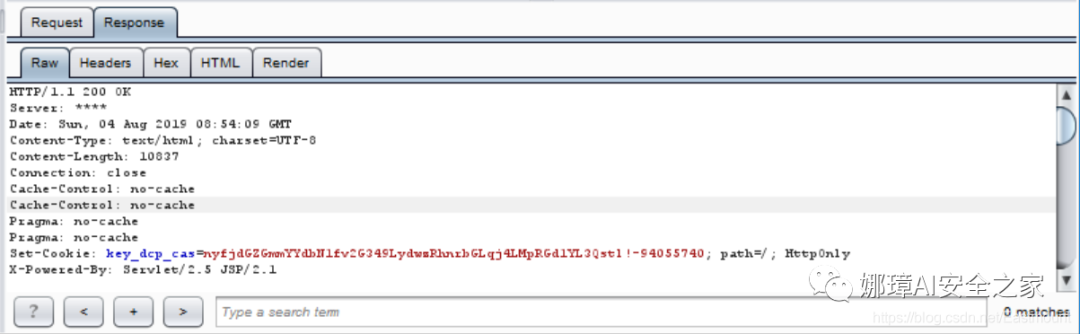 Request Response
Raw Headers Hex HTML Render
HTTP/1.1 200 OK
Server: ****
Date: Sun, 04 Aug 2019 08:54:09 GMT
Content-Type: text/html; charset=UTF-8
Content-Length: 10837
Connection: close
Cache-Control: no-cache
Cache-Control: no-cache
Pragma: no-cache
Pragma: no-cache
Set-Cookie: key_dcp_cas= path=/; HttpOnly
X-Powered-By: Servlet/2.5 JSP/2.1
? < + > Type a search term 0 matches
娜璋AI安全之家
https://blog.csdn.net/Eastmount